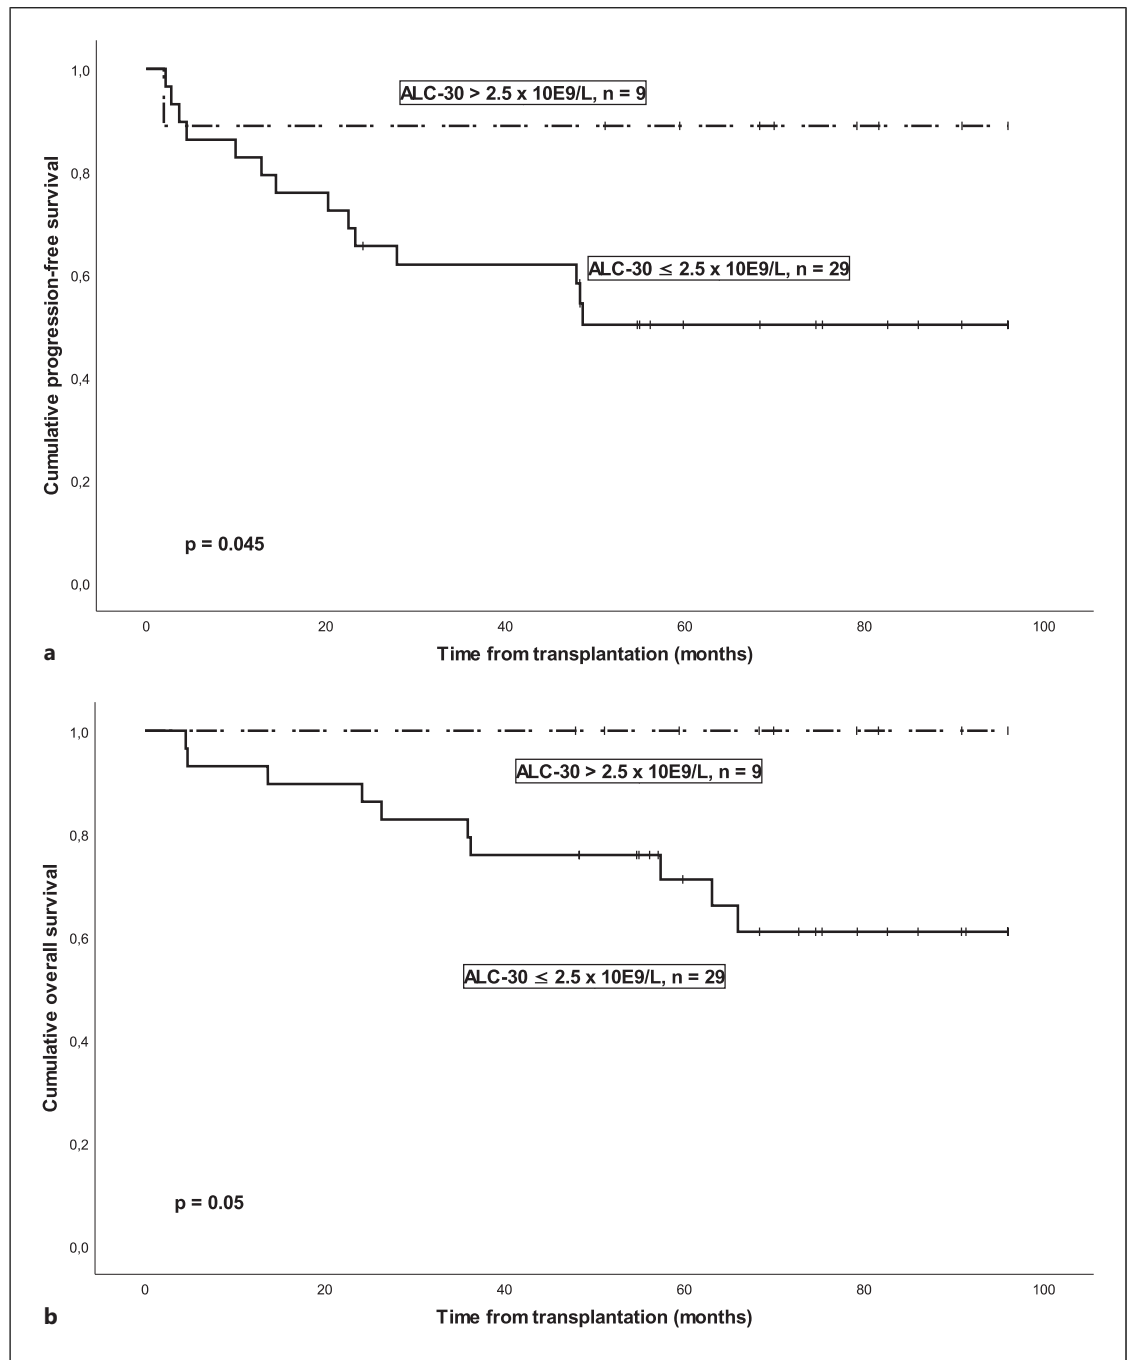 1,0
ALC-30 > 2.5 x 10E9/L, n = 9
0,8
Cumulative progression-free survival
0,6
ALC-30 ≤ 2.5 x 10E9/L, n = 29
0,4
0,2
p = 0.045
0,0
0 20 40 60 80 100
a
Time from transplantation (months)
1,0
ALC-30 > 2.5 x 10E9/L, n = 9
0,8
Cumulative overall survival
0,6
ALC-30 ≤ 2.5 x 10E9/L, n = 29
0,4
0,2
p = 0.05
0,0
0 20 40 60 80 100
b
Time from transplantation (months)